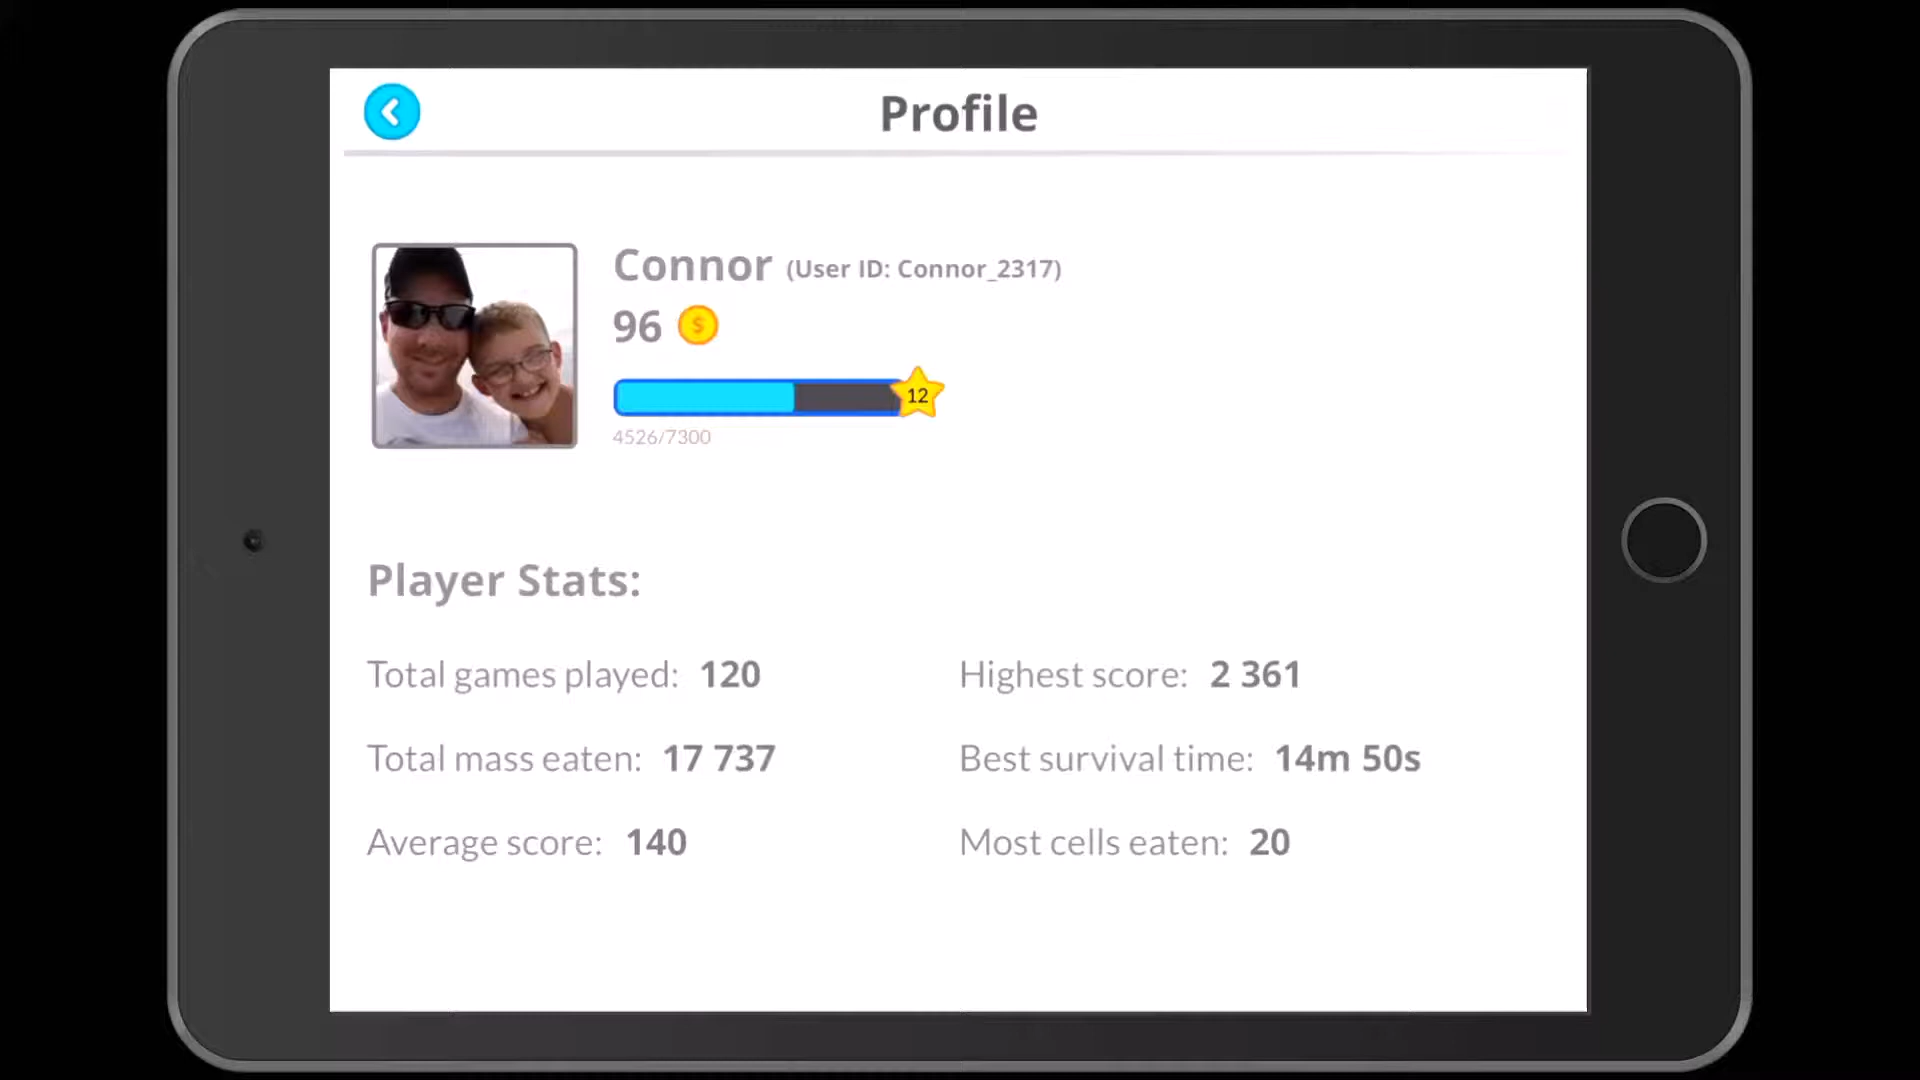 Profile
Connor (User ID: Connor_2317)
96 $
12
4526/7300
Player Stats:
Total games played: 120
Highest score: 2 361
Total mass eaten: 17 737
Best survival time: 14m 50s
Average score: 140
Most cells eaten: 20